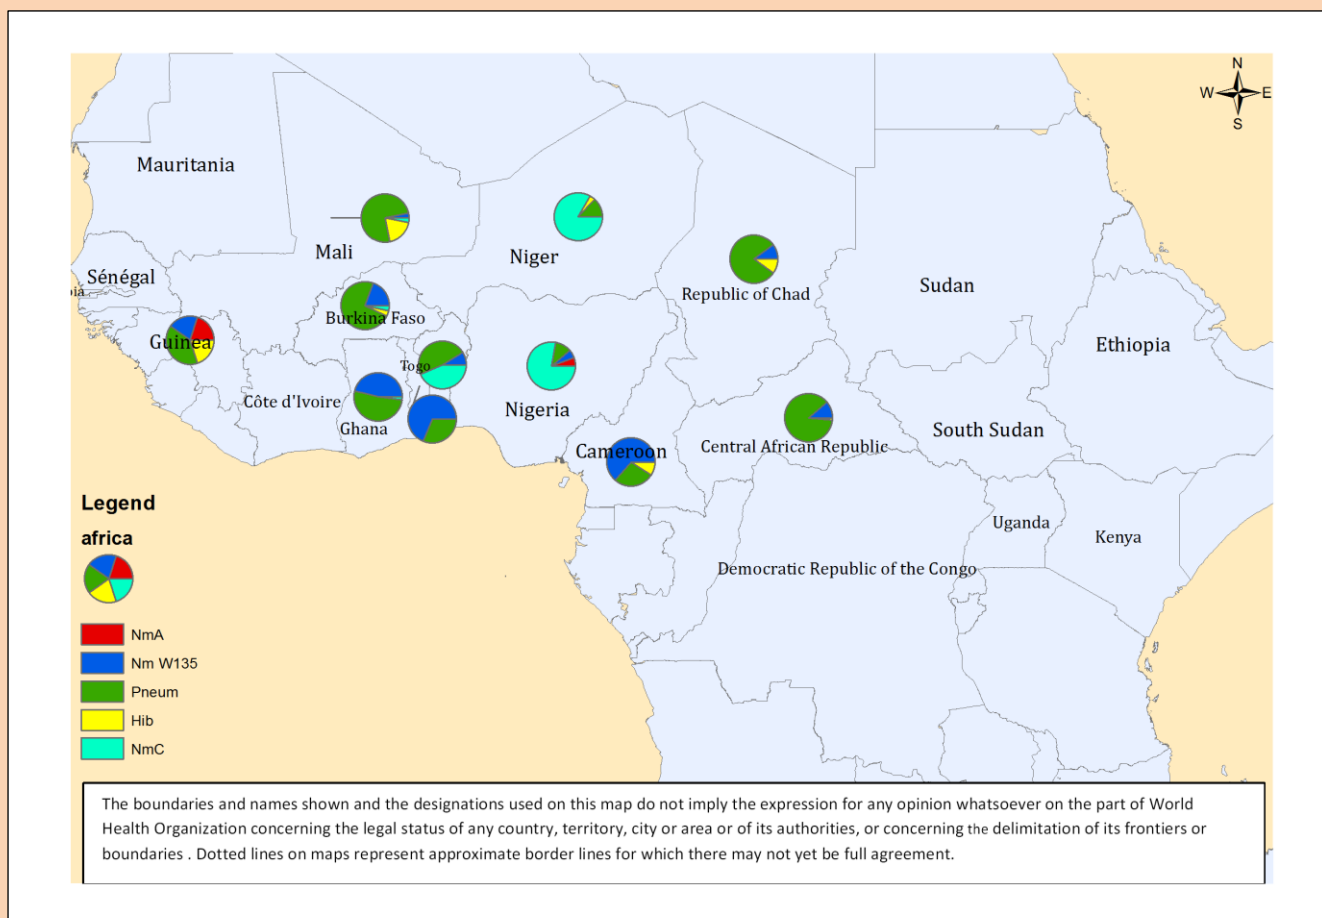 N
W E
S
Mauritania
Mali
Niger
Sénégal
Republic of Chad
Sudan
Burkina Faso
Guinea
Ethiopia
Togo
Côte d'Ivoire
Nigeria
Ghana
South Sudan
Cameroon
Central African Republic
Uganda
Kenya
Democratic Republic of the Congo
Legend
africa
NmA
Nm W135
Pneum
Hib
NmC
The boundaries and names shown and the designations used on this map do not imply the expression for any opinion whatsoever on the part of World
Health Organization concerning the legal status of any country, territory, city or area or of its authorities, or concerning the delimitation of its frontiers or
boundaries . Dotted lines on maps represent approximate border lines for which there may not yet be full agreement.